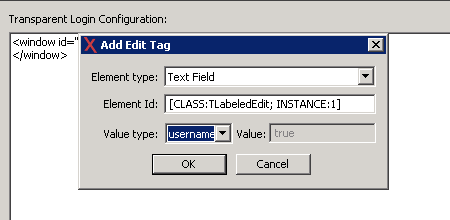 Transparent Login Configuration:
<window id="
</window>
Add Edit Tag
Element type: Text Field
Element Id: [CLASS:TLabeledEdit; INSTANCE:1]
Value type: username Value: true
OK Cancel